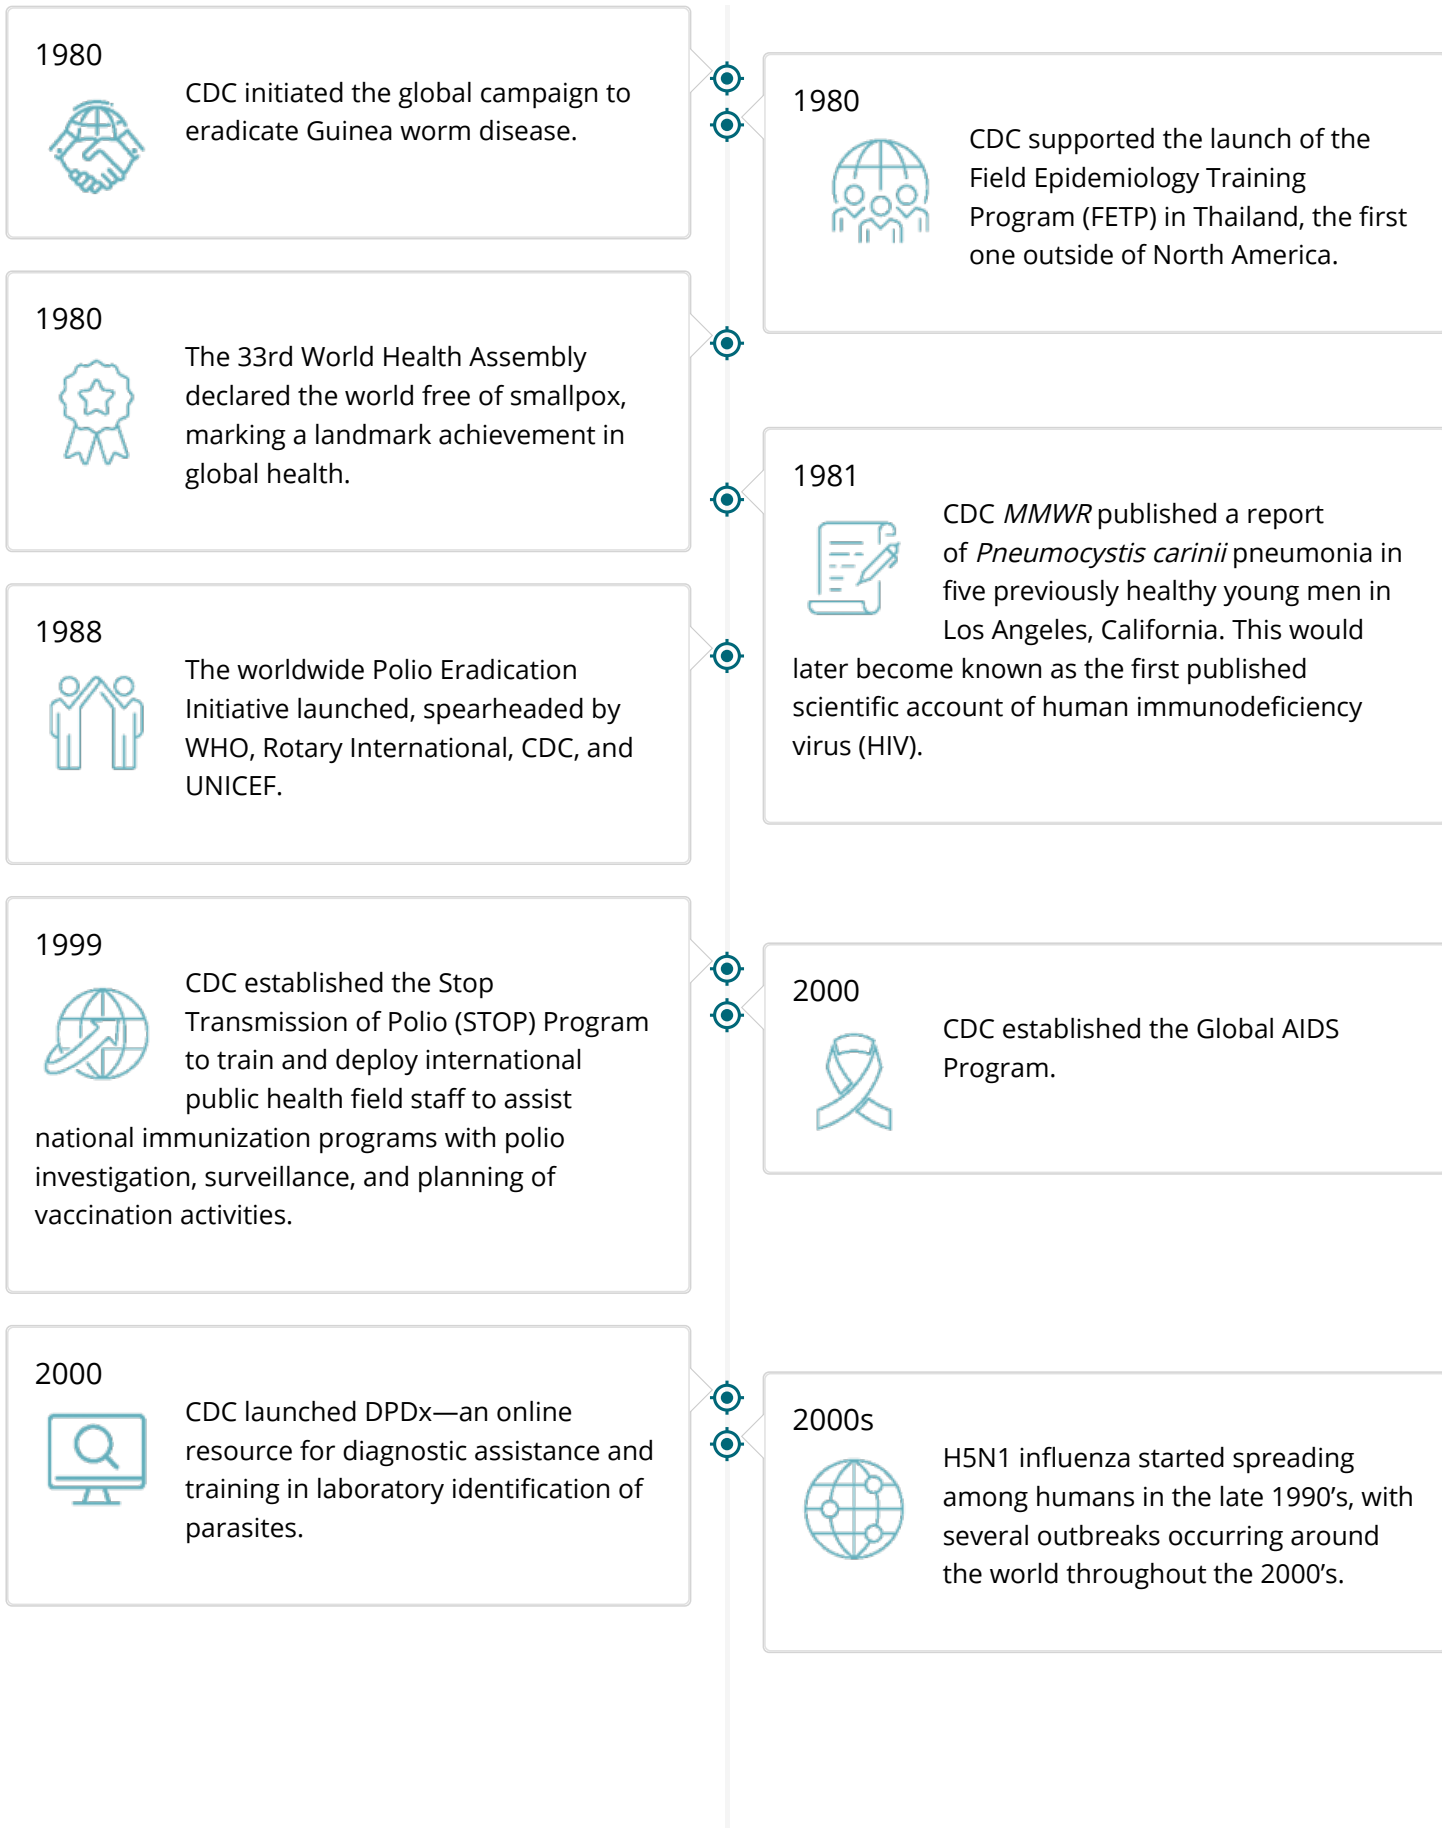 1980
CDC initiated the global campaign to
eradicate Guinea worm disease.
1980
CDC supported the launch of the
Field Epidemiology Training
Program (FETP) in Thailand, the first
one outside of North America.
1980
The 33rd World Health Assembly
declared the world free of smallpox,
marking a landmark achievement in
global health.
1981
CDC MMWR published a report
of Pneumocystis carinii pneumonia in
five previously healthy young men in
Los Angeles, California. This would
later become known as the first published
scientific account of human immunodeficiency
virus (HIV).
1988
The worldwide Polio Eradication
Initiative launched, spearheaded by
WHO, Rotary International, CDC, and
UNICEF.
1999
CDC established the Stop
Transmission of Polio (STOP) Program
to train and deploy international
public health field staff to assist
national immunization programs with polio
investigation, surveillance, and planning of
vaccination activities.
2000
CDC established the Global AIDS
Program.
2000
CDC launched DPDx—an online
resource for diagnostic assistance and
training in laboratory identification of
parasites.
2000s
H5N1 influenza started spreading
among humans in the late 1990’s, with
several outbreaks occurring around
the world throughout the 2000’s.